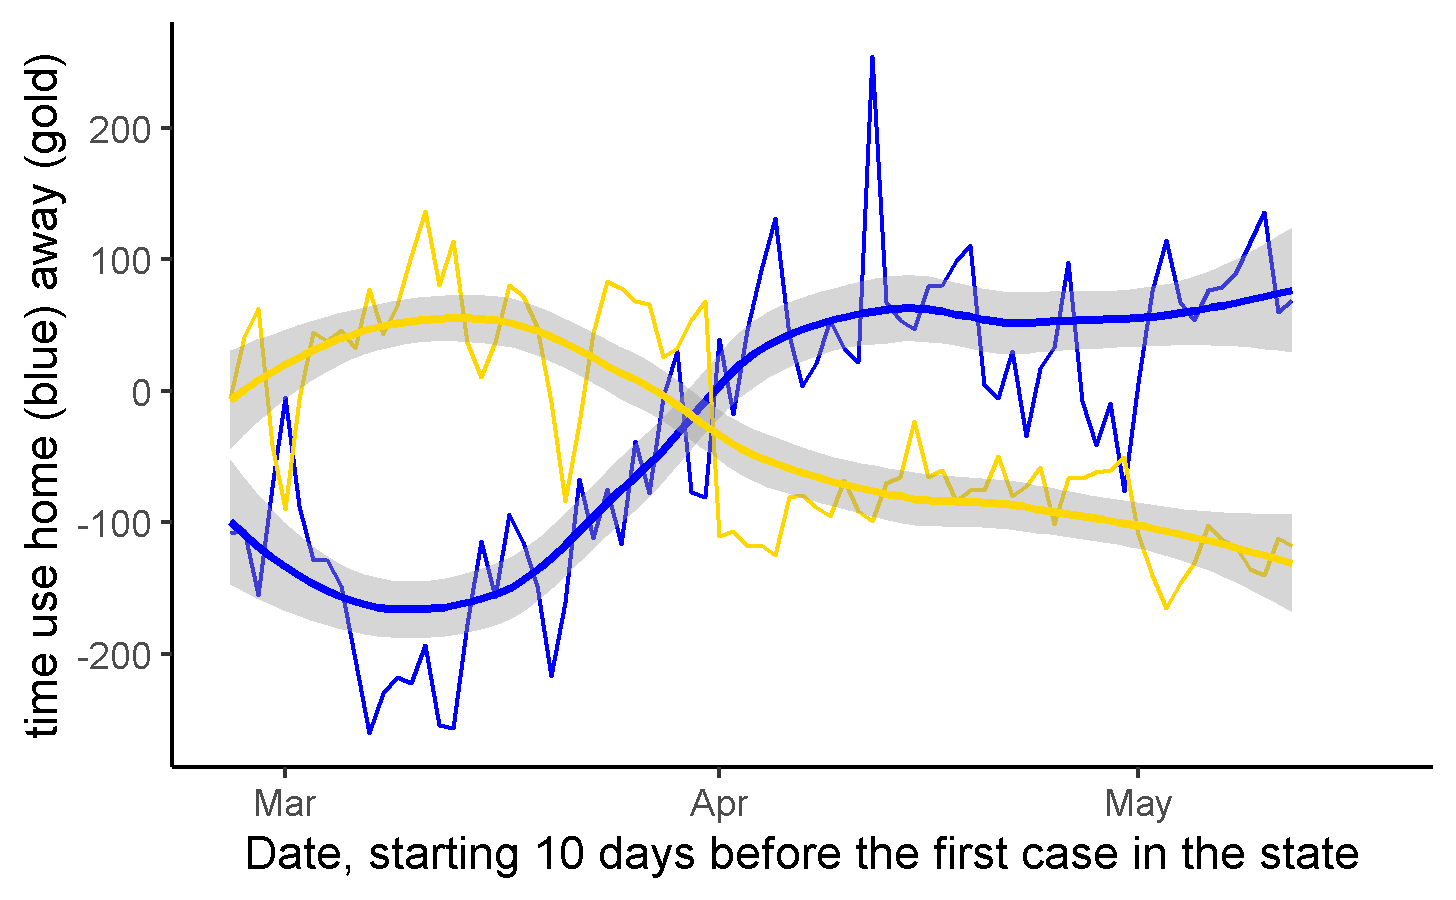 time use home (blue) away (gold)
200
100
0
-100
-200
Mar Apr May
Date, starting 10 days before the first case in the state